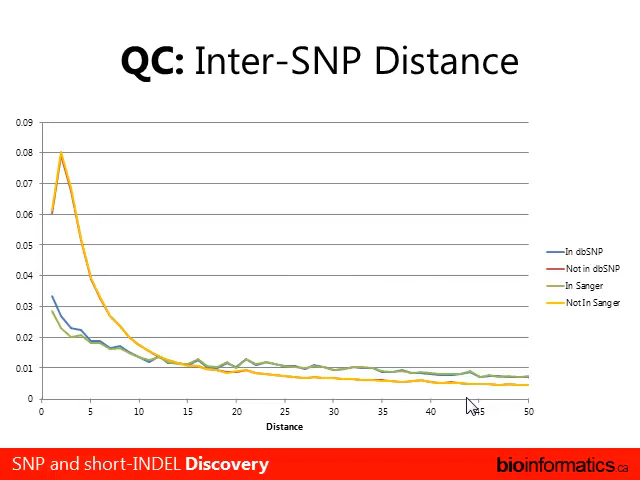 QC: Inter-SNP Distance
0.09
0.08
0.07
0.06
0.05
0.04
0.03
0.02
0.01
0
0 5 10 15 20 25 30 35 40 45 50
Distance
In dbSNP
Not in dbSNP
In Sanger
Not In Sanger
SNP and short-INDEL Discovery
bioinformatics.ca